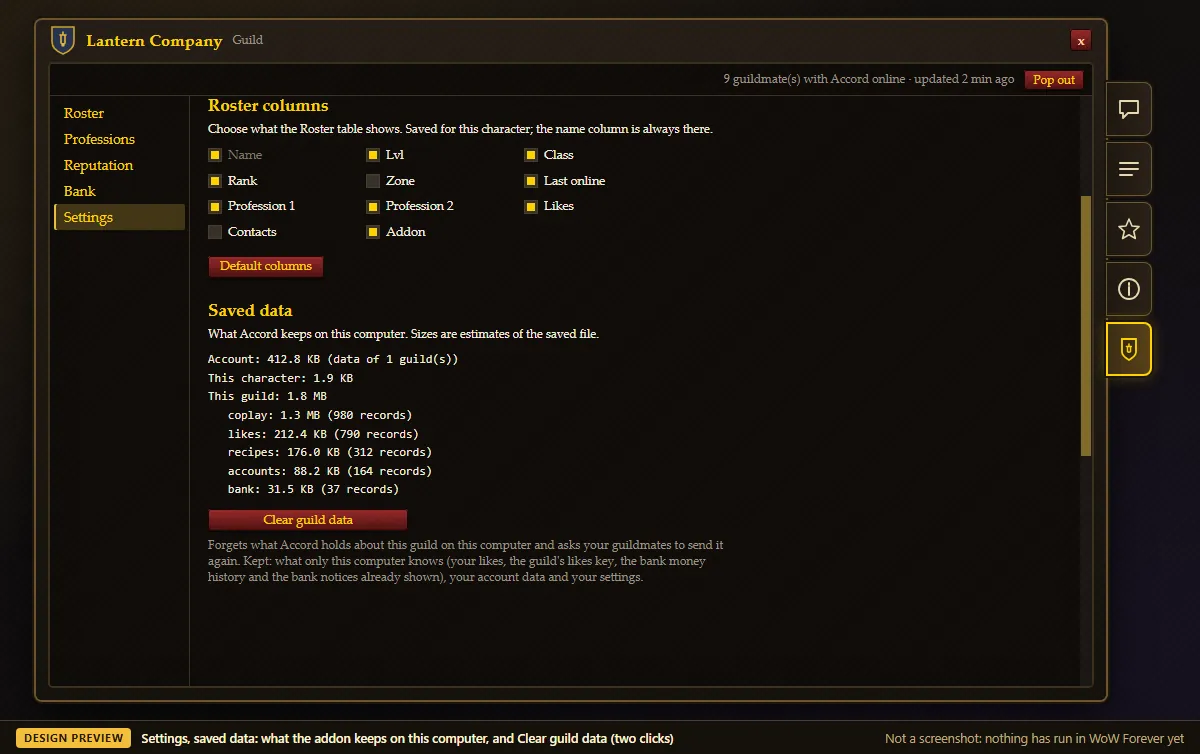 Lantern Company Guild
x
9 guildmate(s) with Accord online · updated 2 min ago Pop out
Roster
Professions
Reputation
Bank
Settings
Roster columns
Choose what the Roster table shows. Saved for this character; the name column is always there.
Name Lvl Class
Rank Zone Last online
Profession 1 Profession 2 Likes
Contacts Addon
Default columns
Saved data
What Accord keeps on this computer. Sizes are estimates of the saved file.
Account: 412.8 KB (data of 1 guild(s))
This character: 1.9 KB
This guild: 1.8 MB
coplay: 1.3 MB (980 records)
likes: 212.4 KB (790 records)
recipes: 176.0 KB (312 records)
accounts: 88.2 KB (164 records)
bank: 31.5 KB (37 records)
Clear guild data
Forgets what Accord holds about this guild on this computer and asks your guildmates to send it
again. Kept: what only this computer knows (your likes, the guild's likes key, the bank money
history and the bank notices already shown), your account data and your settings.
DESIGN PREVIEW Settings, saved data: what the addon keeps on this computer, and Clear guild data (two clicks) Not a screenshot: nothing has run in WoW Forever yet